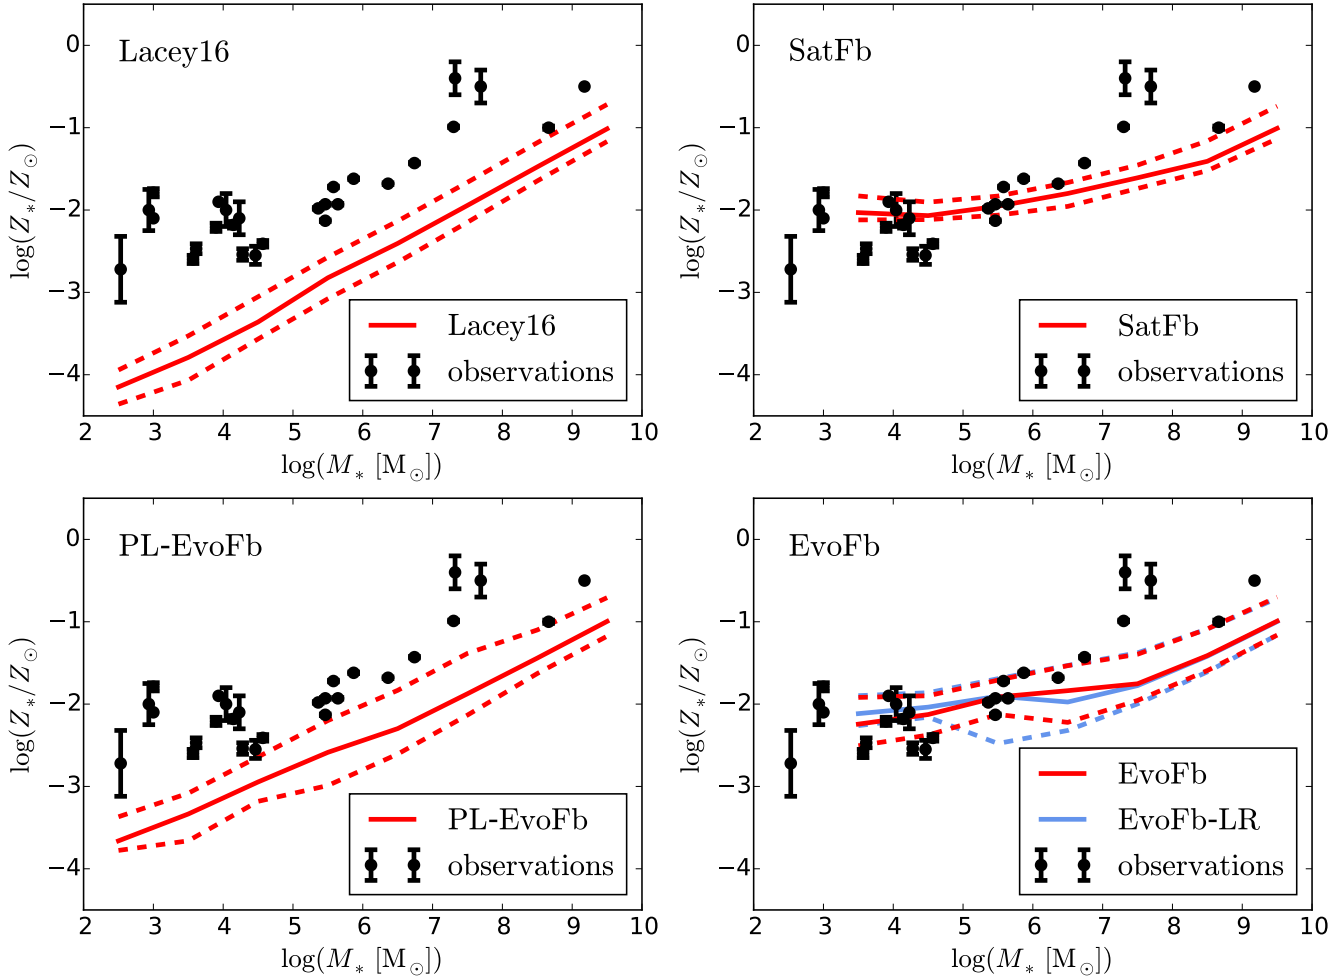 Lacey16
0
−1
−2
−3
−4
log(Z*/Z⊙)
Lacey16
observations
2 3 4 5 6 7 8 9 10
log(M* [M⊙])
SatFb
0
−1
−2
−3
−4
log(Z*/Z⊙)
SatFb
observations
2 3 4 5 6 7 8 9 10
log(M* [M⊙])
PL-EvoFb
0
−1
−2
−3
−4
log(Z*/Z⊙)
PL-EvoFb
observations
2 3 4 5 6 7 8 9 10
log(M* [M⊙])
EvoFb
0
−1
−2
−3
−4
log(Z*/Z⊙)
EvoFb
EvoFb-LR
observations
2 3 4 5 6 7 8 9 10
log(M* [M⊙])